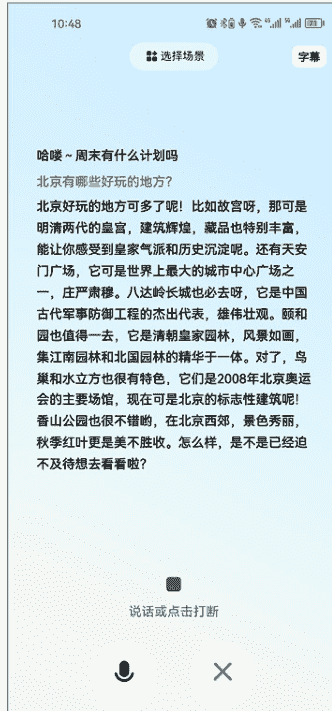 10:48
选择场景
字幕
哈喽～周末有什么计划吗
北京有哪些好玩的地方？
北京好玩的地方可多了呢！比如故宫呀，那可是
明清两代的皇宫，建筑辉煌，藏品也特别丰富，
能让你感受到皇家气派和历史沉淀呢。还有天安
门广场，它可是世界上最大的城市中心广场之
一，庄严肃穆。八达岭长城也必去呀，它是中国
古代军事防御工程的杰出代表，雄伟壮观。颐和
园也值得一去，它是清朝皇家园林，风景如画，
集江南园林和北国园林的精华于一体。对了，鸟
巢和水立方也很有特色，它们是2008年北京奥运
会的主要场馆，现在可是北京的标志性建筑呢！
香山公园也很不错哟，在北京西郊，景色秀丽，
秋季红叶更是美不胜收。怎么样，是不是已经迫
不及待想去看看啦？
说话或点击打断